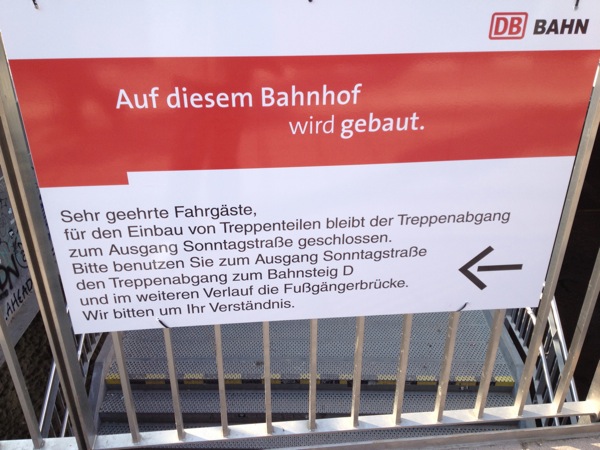 DB BAHN
Auf diesem Bahnhof
wird gebaut.
Sehr geehrte Fahrgäste,
für den Einbau von Treppenteilen bleibt der Treppenabgang
zum Ausgang Sonntagstraße geschlossen.
Bitte benutzen Sie zum Ausgang Sonntagstraße
den Treppenabgang zum Bahnsteig D
und im weiteren Verlauf die Fußgängerbrücke.
Wir bitten um Ihr Verständnis.
AHEAD